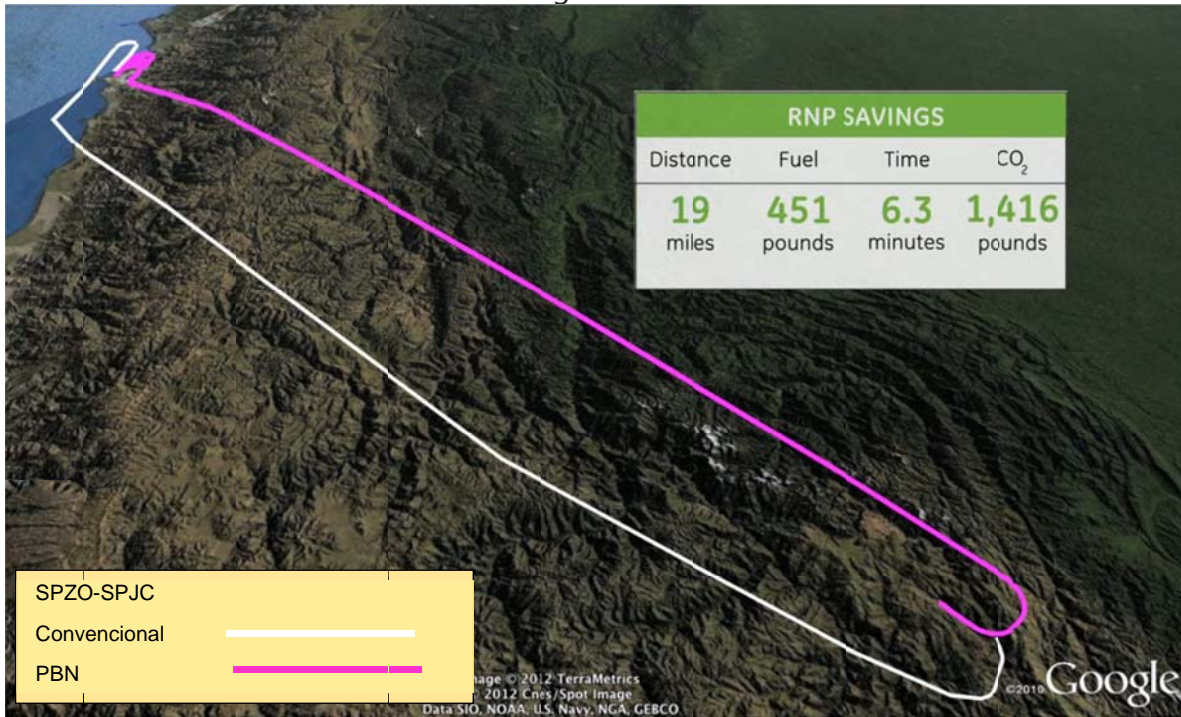 RNP SAVINGS
Distance Fuel Time CO₂
19 451 6.3 1,416
miles pounds minutes pounds
SPZO-SPJC
Convencional
PBN
age © 2012 TerraMetrics
2012 Cnes/Spot Image
Data SIO, NOAA, U.S. Navy, NGA, GEBCO
©2010 Google